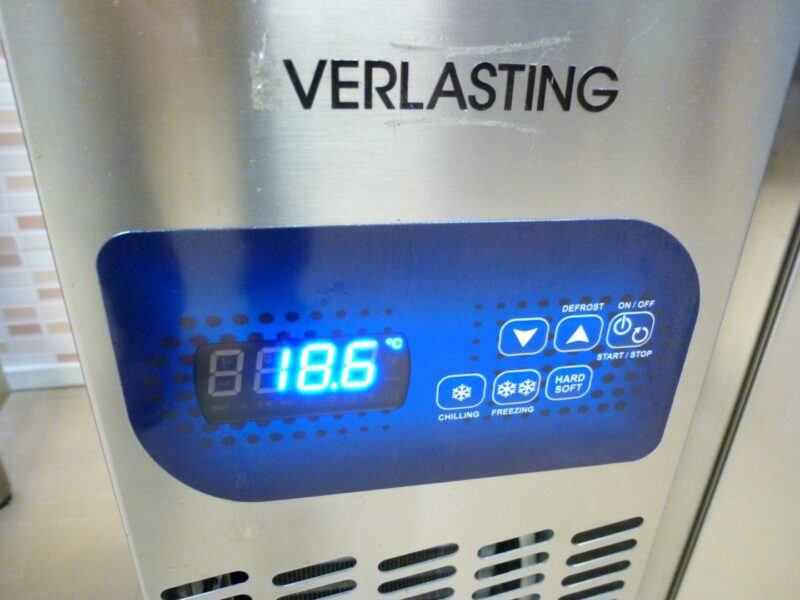 VERLASTING
18.6 °C
DEFROST ON / OFF
START / STOP
HARD
SOFT
CHILLING FREEZING